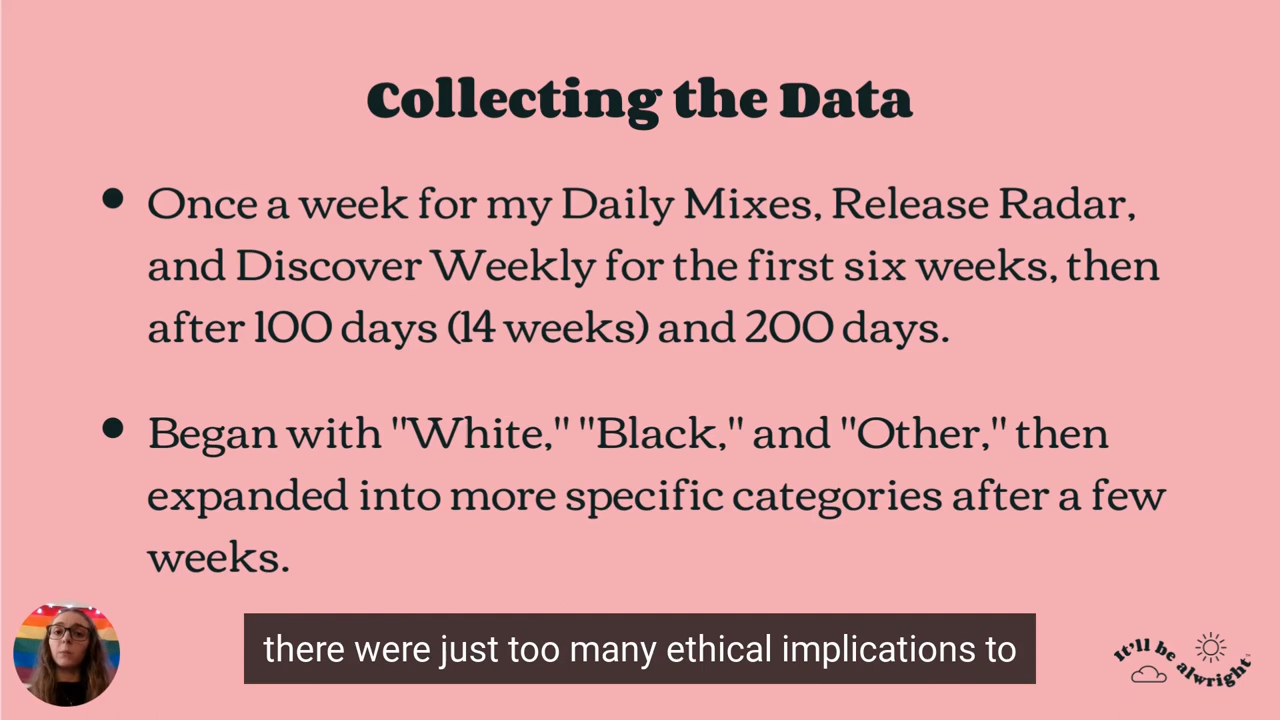 Collecting the Data
• Once a week for my Daily Mixes, Release Radar,
and Discover Weekly for the first six weeks, then
after 100 days (14 weeks) and 200 days.
• Began with "White," "Black," and "Other," then
expanded into more specific categories after a few
weeks.
there were just too many ethical implications to
It'll be
alwright